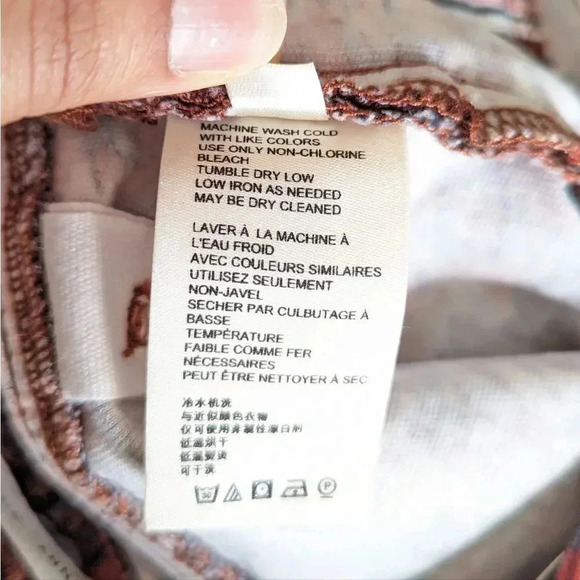 MACHINE WASH COLD
WITH LIKE COLORS
USE ONLY NON-CHLORINE
BLEACH
TUMBLE DRY LOW
LOW IRON AS NEEDED
MAY BE DRY CLEANED
LAVER À LA MACHINE À
L'EAU FROID
AVEC COULEURS SIMILAIRES
UTILISEZ SEULEMENT
NON-JAVEL
SECHER PAR CULBUTAGE À
BASSE
TEMPÉRATURE
FAIBLE COMME FER
NÉCESSAIRES
PEUT ÊTRE NETTOYER À SEC
冷水机洗
与近似颜色衣物
仅可使用非氯性漂白剂
低温烘干
低温熨烫
可干洗
30
P
ANN